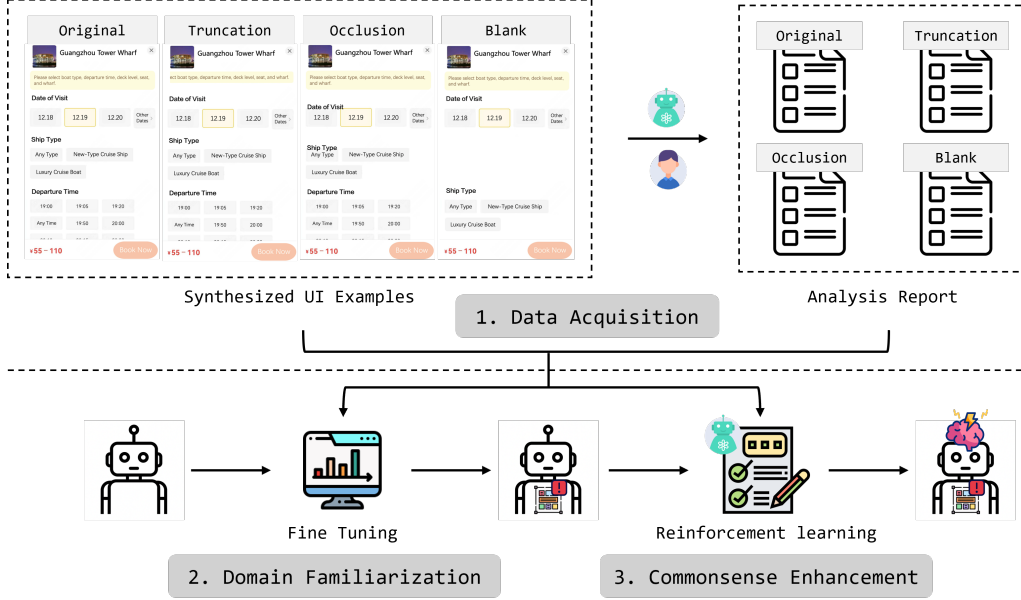 Original
Truncation
Occlusion
Blank
Guangzhou Tower Wharf
Please select boat type, departure time, deck level, seat,
and wharf.
Date of Visit
12.18
12.19
12.20
Other
Dates
Ship Type
Any Type
New-Type Cruise Ship
Luxury Cruise Boat
Departure Time
19:00
19:05
19:20
Any Time
19:50
20:00
¥55 - 110
Book Now
Guangzhou Tower Wharf
ect boat type, departure time, deck level, seat, and wharf.
Date of Visit
12.18
12.19
12.20
Other
Dates
Ship Type
Any Type
New-Type Cruise Ship
Luxury Cruise Boat
Departure Time
19:00
19:05
19:20
Any Time
19:50
20:00
¥55 - 110
Book Now
Guangzhou Tower Wharf
Please select boat type, departure time, deck level, seat,
and wharf.
Date of Visit
12.18
12.19
12.20
Other
Dates
Ship Type
Any Type
New-Type Cruise Ship
Luxury Cruise Boat
Departure Time
19:00
19:05
19:20
Any Time
19:50
20:00
¥55 - 110
Book Now
Guangzhou Tower Wharf
Please select boat type, departure time, deck level, seat,
and wharf.
Date of Visit
12.18
12.19
12.20
Other
Dates
Ship Type
Any Type
New-Type Cruise Ship
Luxury Cruise Boat
¥55 - 110
Book Now
Original
Truncation
Occlusion
Blank
Synthesized UI Examples
Analysis Report
1. Data Acquisition
Fine Tuning
Reinforcement learning
2. Domain Familiarization
3. Commonsense Enhancement